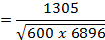 = 1305 / √600 x 6896